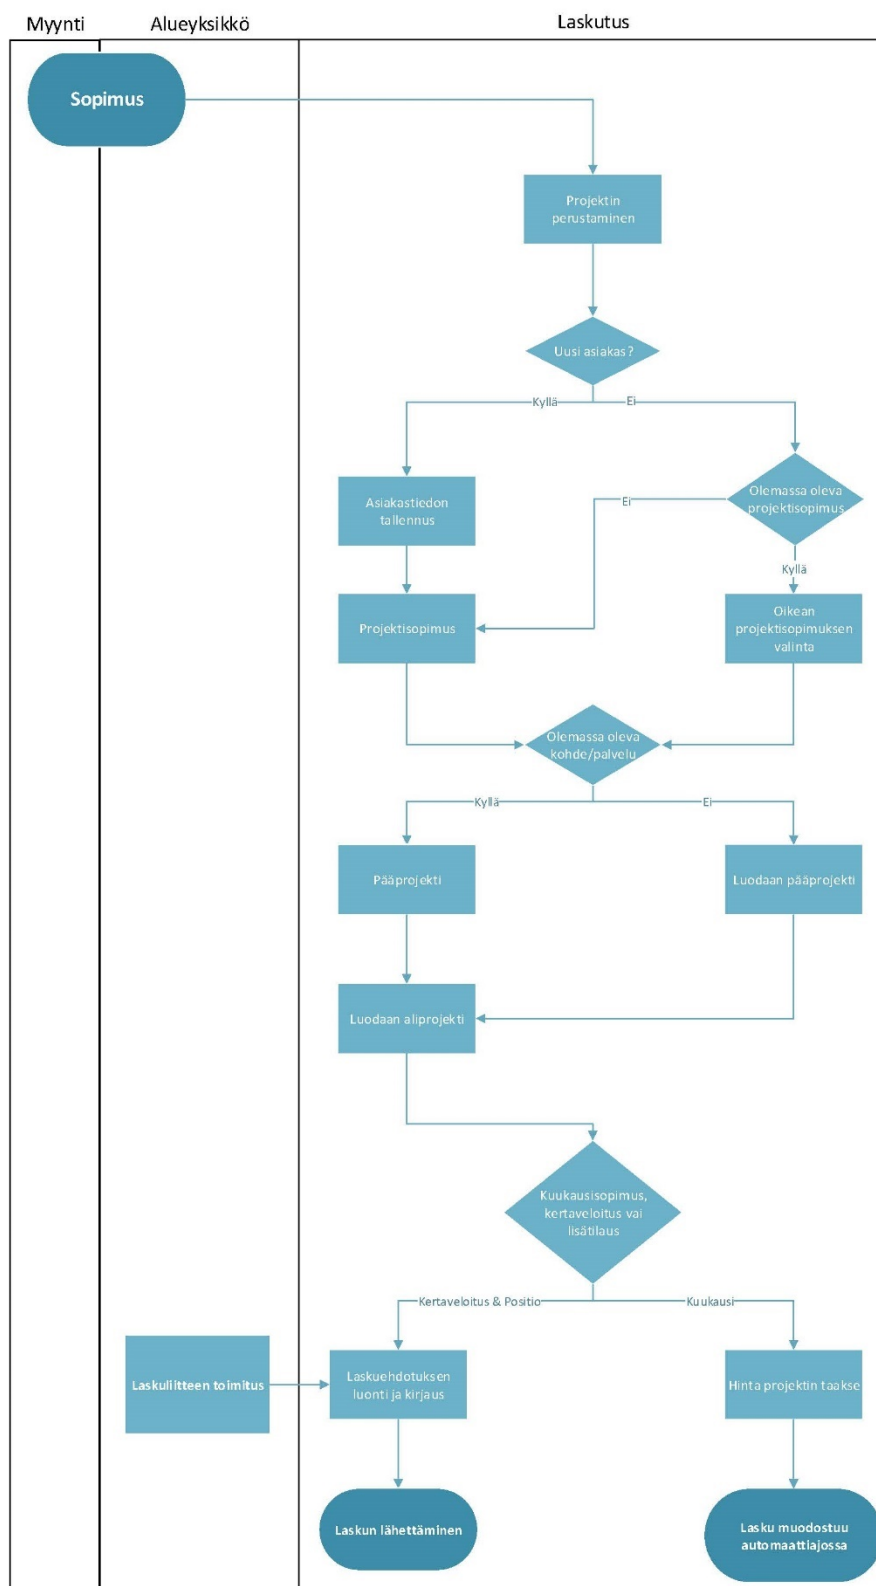 Myynti
Alueyksikkö
Laskutus
Sopimus
Projektin
perustaminen
Uusi asiakas?
Kyllä
Ei
Asiakastiedon
tallennus
Olemassa oleva
projektisopimus
Ei
Kyllä
Projektisopimus
Oikean
projektisopimuksen
valinta
Olemassa oleva
kohde/palvelu
Kyllä
Ei
Pääprojekti
Luodaan pääprojekti
Luodaan aliprojekti
Kuukausisopimus,
kertaveloitus vai
lisätilaus
Kertaveloitus & Positio
Kuukausi
Laskuliitteen toimitus
Laskuehdotuksen
luonti ja kirjaus
Hinta projektin taakse
Laskun lähettäminen
Lasku muodostuu
automaattiajossa